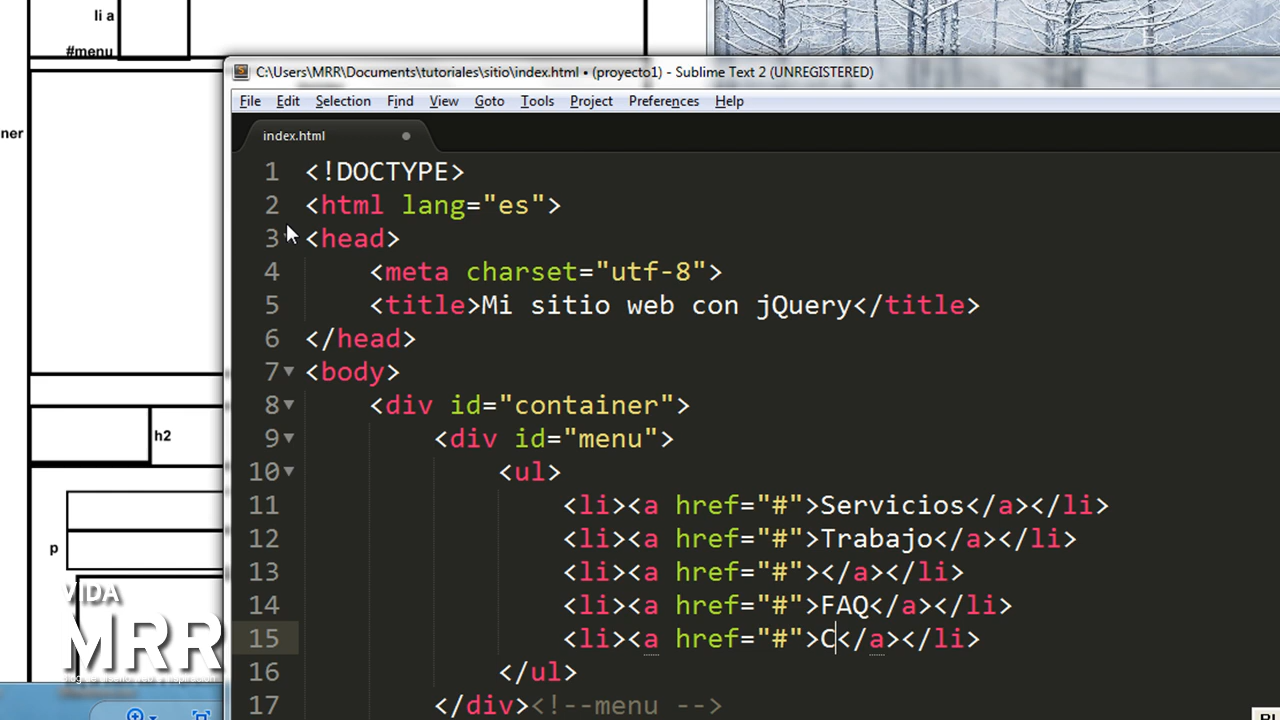 li a
#menu
ner
h2
p
VIDA
MRR
C:\Users\MRR\Documents\tutoriales\sitio\index.html • (proyecto1) - Sublime Text 2 (UNREGISTERED)
File Edit Selection Find View Goto Tools Project Preferences Help
index.html
1 <!DOCTYPE>
2 <html lang="es">
3 <head>
4 <meta charset="utf-8">
5 <title>Mi sitio web con jQuery</title>
6 </head>
7 <body>
8 <div id="container">
9 <div id="menu">
10 <ul>
11 <li><a href="#">Servicios</a></li>
12 <li><a href="#">Trabajo</a></li>
13 <li><a href="#"></a></li>
14 <li><a href="#">FAQ</a></li>
15 <li><a href="#">C</a></li>
16 </ul>
17 </div><!--menu -->